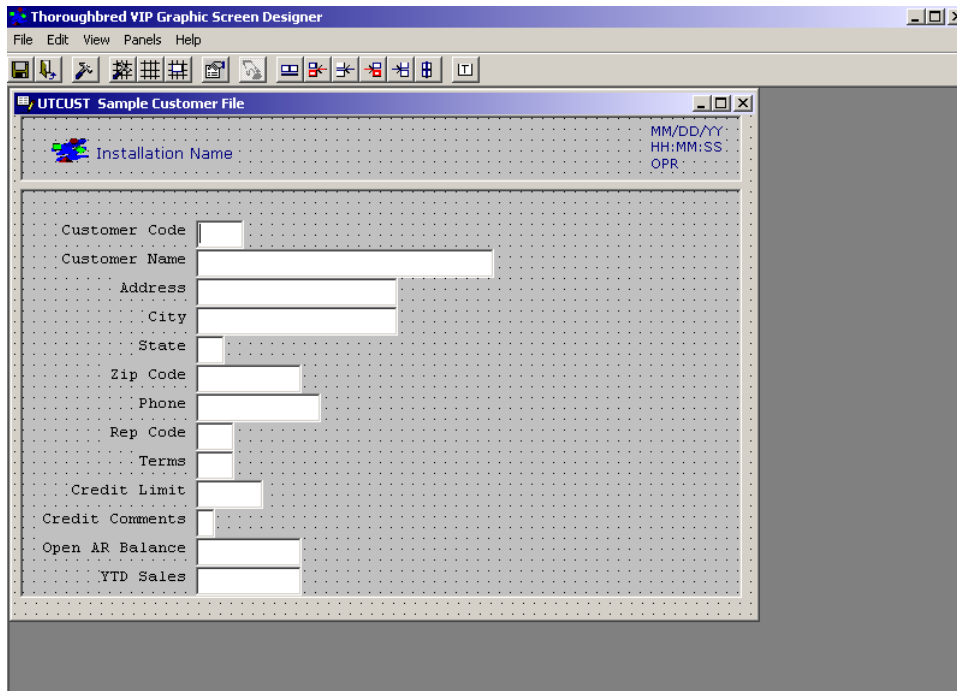 Thoroughbred VIP Graphic Screen Designer
File Edit View Panels Help
T
UTCUST Sample Customer File
MM/DD/YY
Installation Name HH:MM:SS
OPR
Customer Code
Customer Name
Address
City
State
Zip Code
Phone
Rep Code
Terms
Credit Limit
Credit Comments
Open AR Balance
YTD Sales